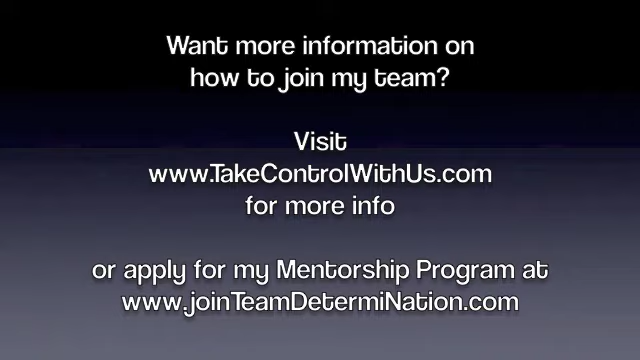 Want more information on
how to join my team?
Visit
www.TakeControlWithUs.com
for more info
or apply for my Mentorship Program at
www.joinTeamDetermiNation.com